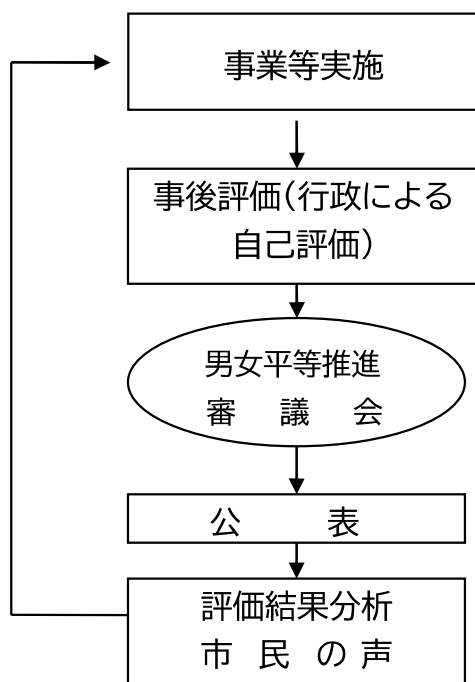 事業等実施
事後評価(行政による
自己評価)
男女平等推進
審　議　会
公　　表
評価結果分析
市　民　の　声